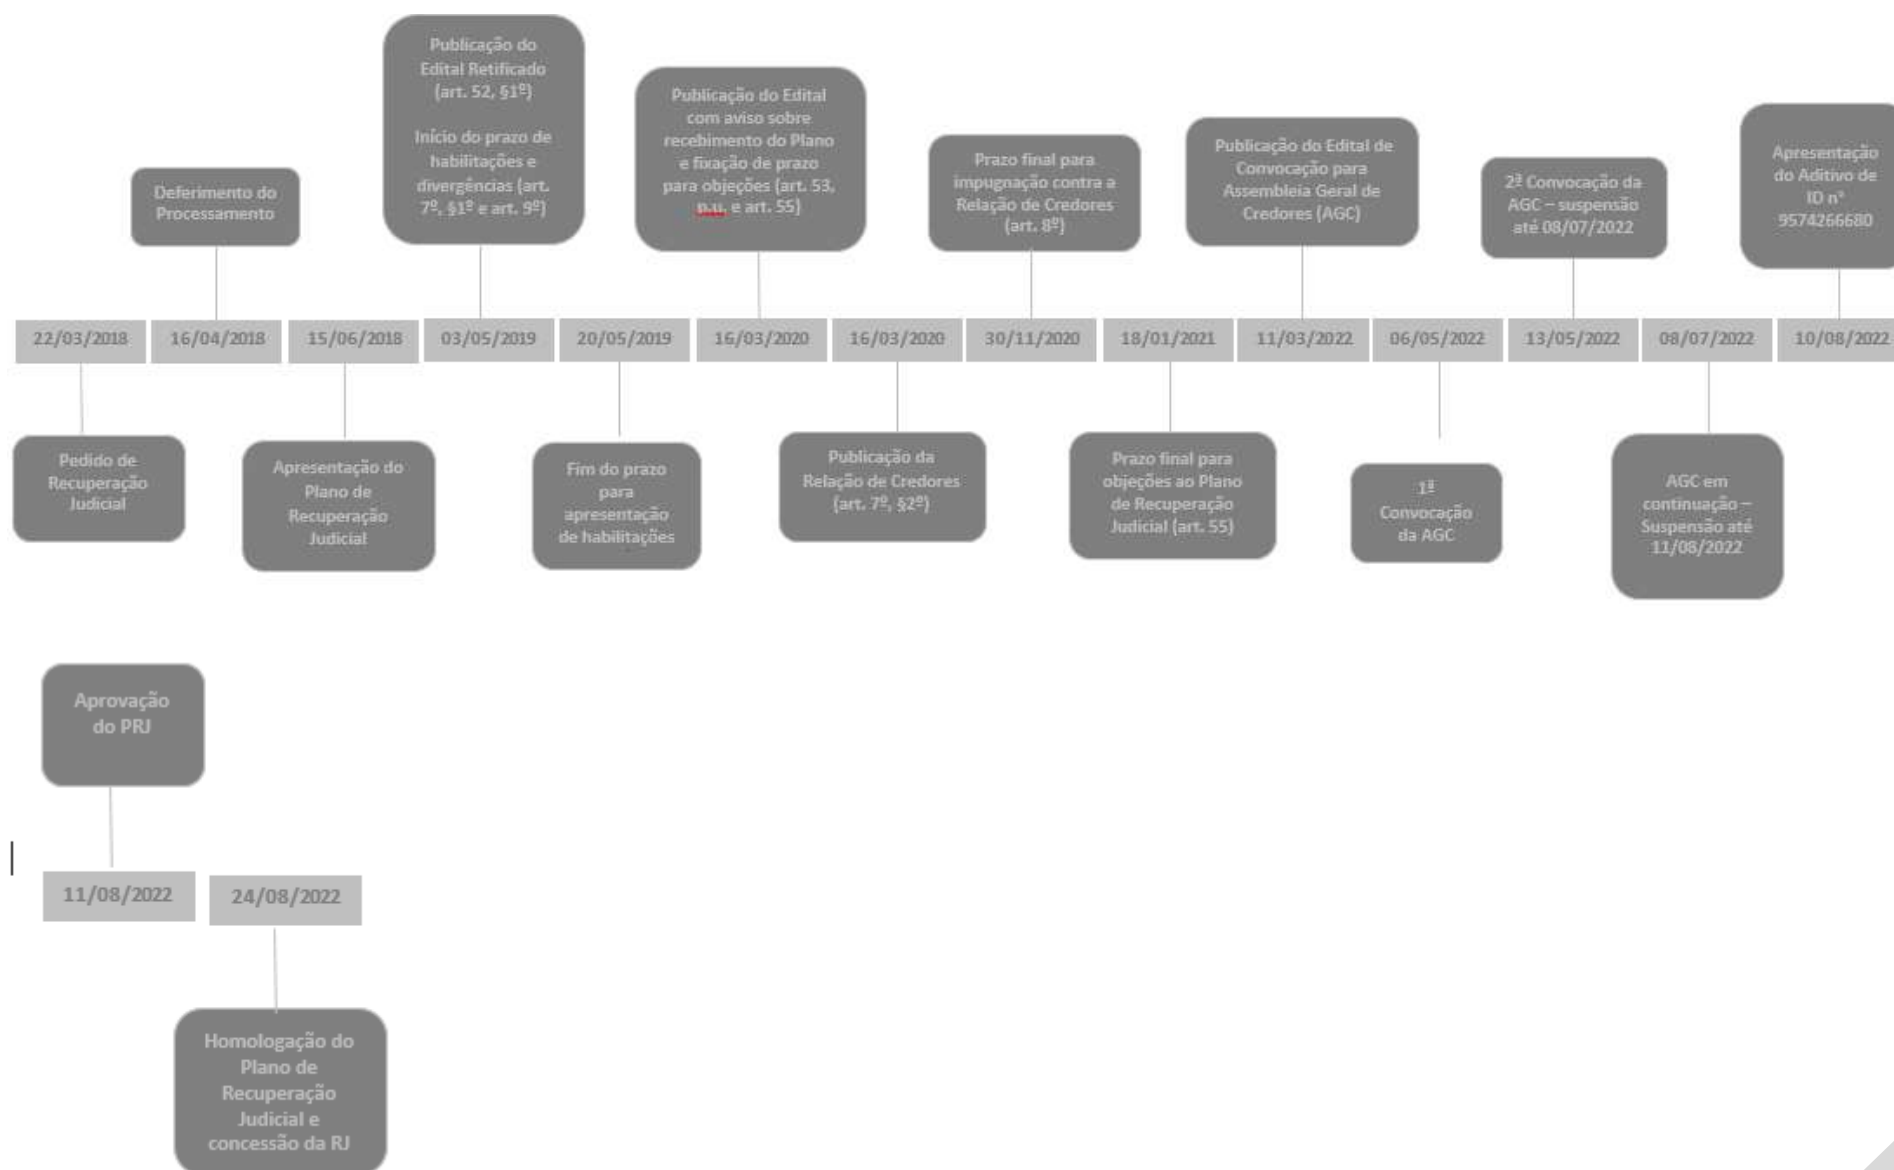 Publicação do
Edital Retificado
(art. 52, §1º)
Início do prazo de
habilitações e
divergências (art.
7º, §1º e art. 9º)
Publicação do Edital
com aviso sobre
recebimento do Plano
e fixação de prazo
para objeções (art. 53,
p.u. e art. 55)
Deferimento do
Processamento
Prazo final para
impugnação contra a
Relação de Credores
(art. 8º)
Publicação do Edital de
Convocação para
Assembleia Geral de
Credores (AGC)
2ª Convocação da
AGC – suspensão
até 08/07/2022
Apresentação
do Aditivo de
ID nº
9574266680
22/03/2018
16/04/2018
15/06/2018
03/05/2019
20/05/2019
16/03/2020
16/03/2020
30/11/2020
18/01/2021
11/03/2022
06/05/2022
13/05/2022
08/07/2022
10/08/2022
Pedido de
Recuperação
Judicial
Apresentação do
Plano de
Recuperação
Judicial
Fim do prazo
para
apresentação
de habilitações
Publicação da
Relação de Credores
(art. 7º, §2º)
Prazo final para
objeções ao Plano
de Recuperação
Judicial (art. 55)
1ª
Convocação
da AGC
AGC em
continuação –
Suspensão até
11/08/2022
Aprovação
do PRJ
11/08/2022
24/08/2022
Homologação do
Plano de
Recuperação
Judicial e
concessão da RJ